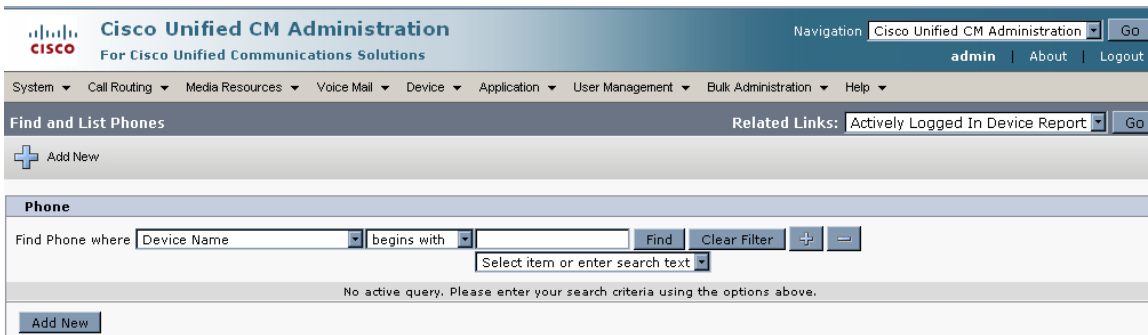 CISCO
Cisco Unified CM Administration
For Cisco Unified Communications Solutions
Navigation Cisco Unified CM Administration Go
admin | About | Logout
System Call Routing Media Resources Voice Mail Device Application User Management Bulk Administration Help
Find and List Phones
Related Links: Actively Logged In Device Report Go
Add New
Phone
Find Phone where Device Name begins with Find Clear Filter
Select item or enter search text
No active query. Please enter your search criteria using the options above.
Add New